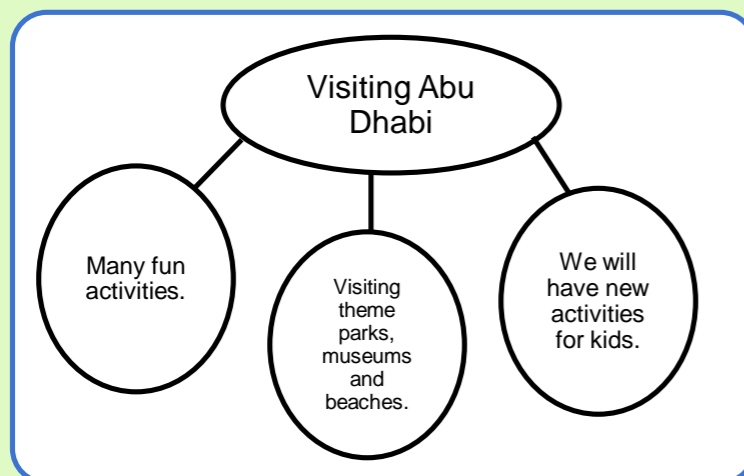 Visiting Abu
Dhabi
Many fun
activities.
Visiting
theme
parks,
museums
and
beaches.
We will
have new
activities
for kids.